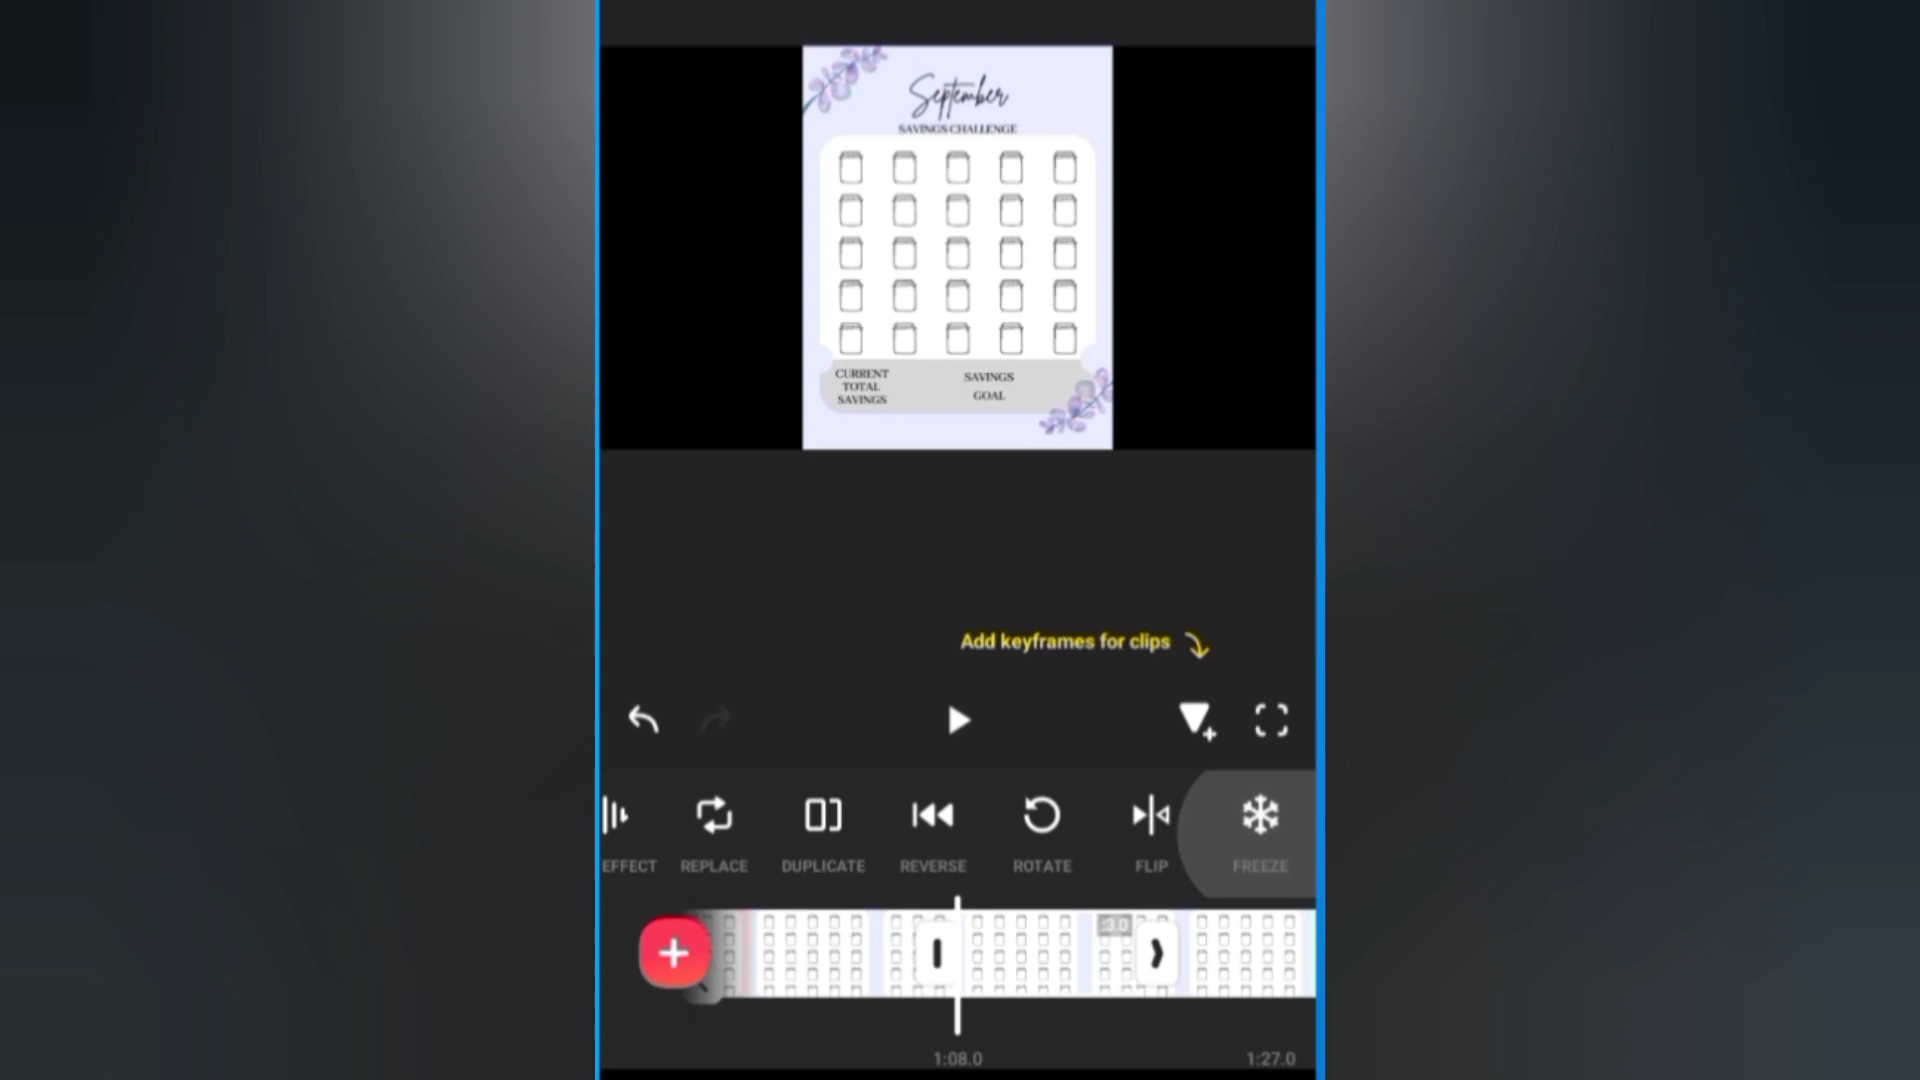 September
SAVINGS CHALLENGE
CURRENT
TOTAL
SAVINGS
SAVINGS
GOAL
Add keyframes for clips
EFFECT
REPLACE
DUPLICATE
REVERSE
ROTATE
FLIP
FREEZE
3.0
1:08.0
1:27.0